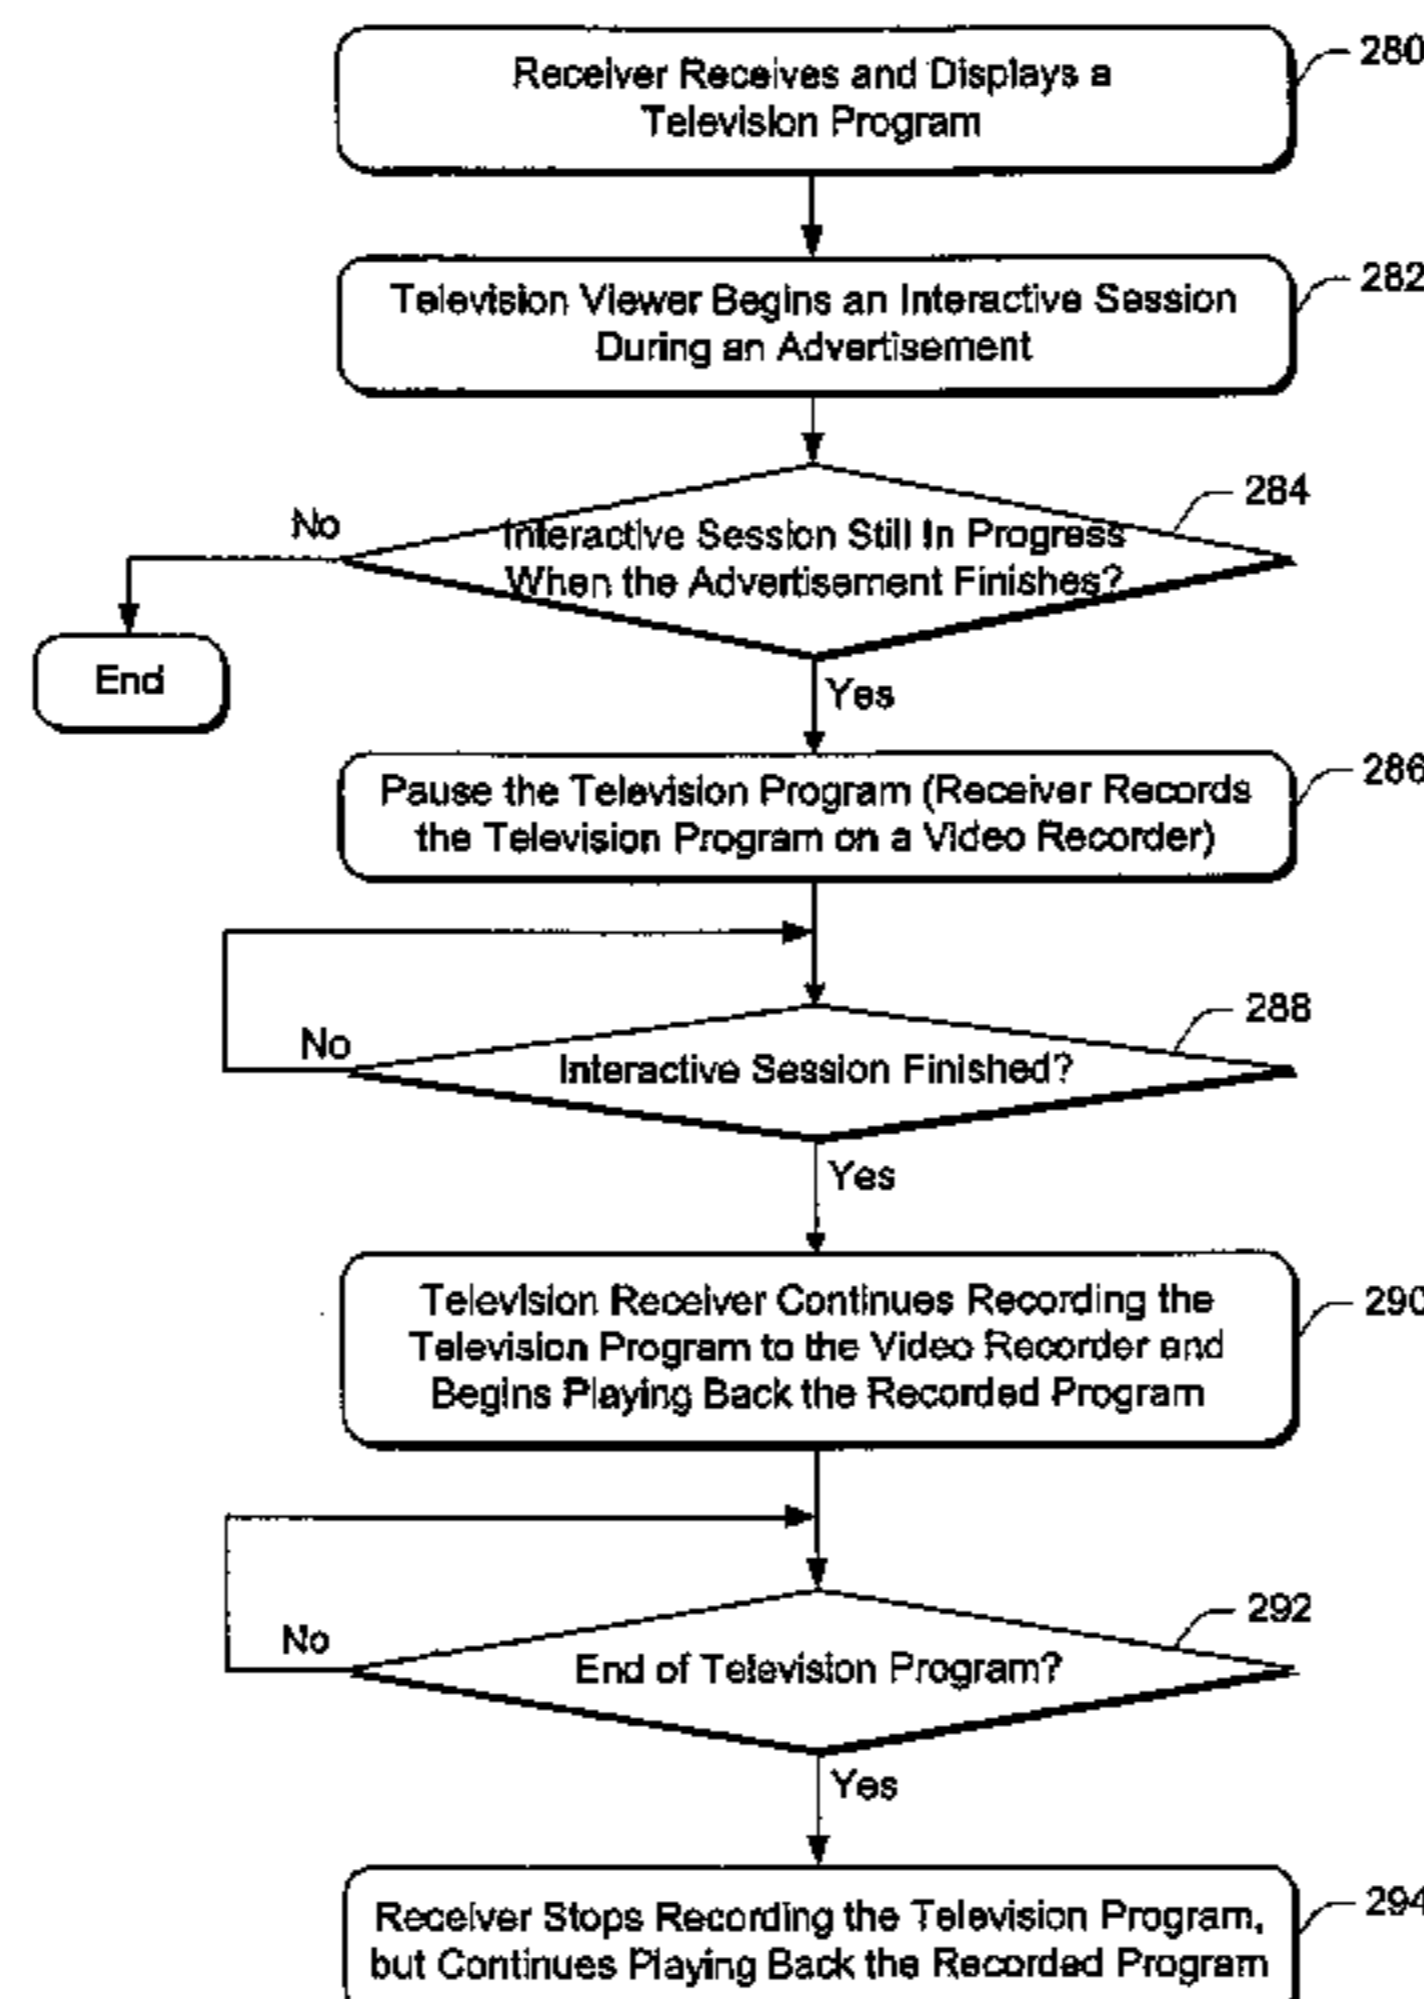 280
Receiver Receives and Displays a
Television Program
282
Television Viewer Begins an Interactive Session
During an Advertisement
284
No
Interactive Session Still In Progress
When the Advertisement Finishes?
End
Yes
286
Pause the Television Program (Receiver Records
the Television Program on a Video Recorder)
288
No
Interactive Session Finished?
Yes
290
Television Receiver Continues Recording the
Television Program to the Video Recorder and
Begins Playing Back the Recorded Program
292
No
End of Television Program?
Yes
294
Receiver Stops Recording the Television Program,
but Continues Playing Back the Recorded Program